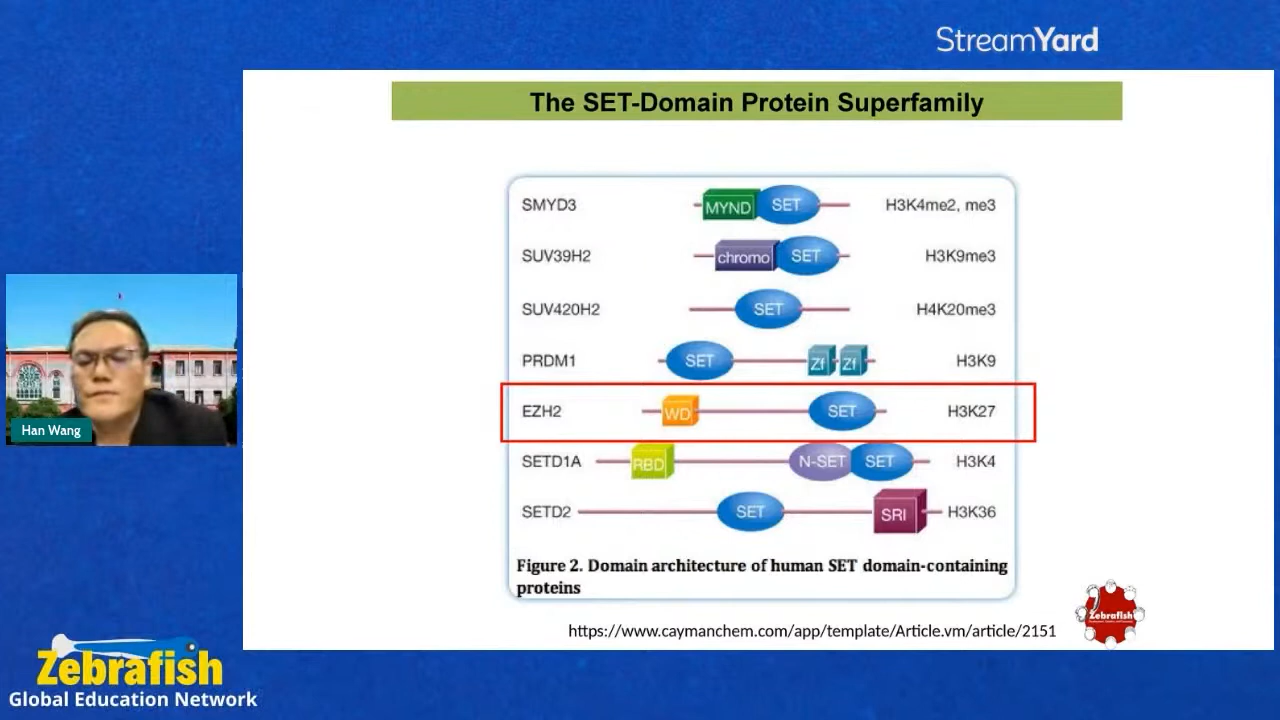 StreamYard
The SET-Domain Protein Superfamily
SMYD3 MYND SET H3K4me2, me3
SUV39H2 chromo SET H3K9me3
SUV420H2 SET H4K20me3
PRDM1 SET Zf Zf H3K9
EZH2 WD SET H3K27
SETD1A RBD N-SET SET H3K4
SETD2 SET SRI H3K36
Figure 2. Domain architecture of human SET domain-containing
proteins
https://www.caymanchem.com/app/template/Article.vm/article/2151
Zebrafish
Han Wang
Zebrafish
Global Education Network